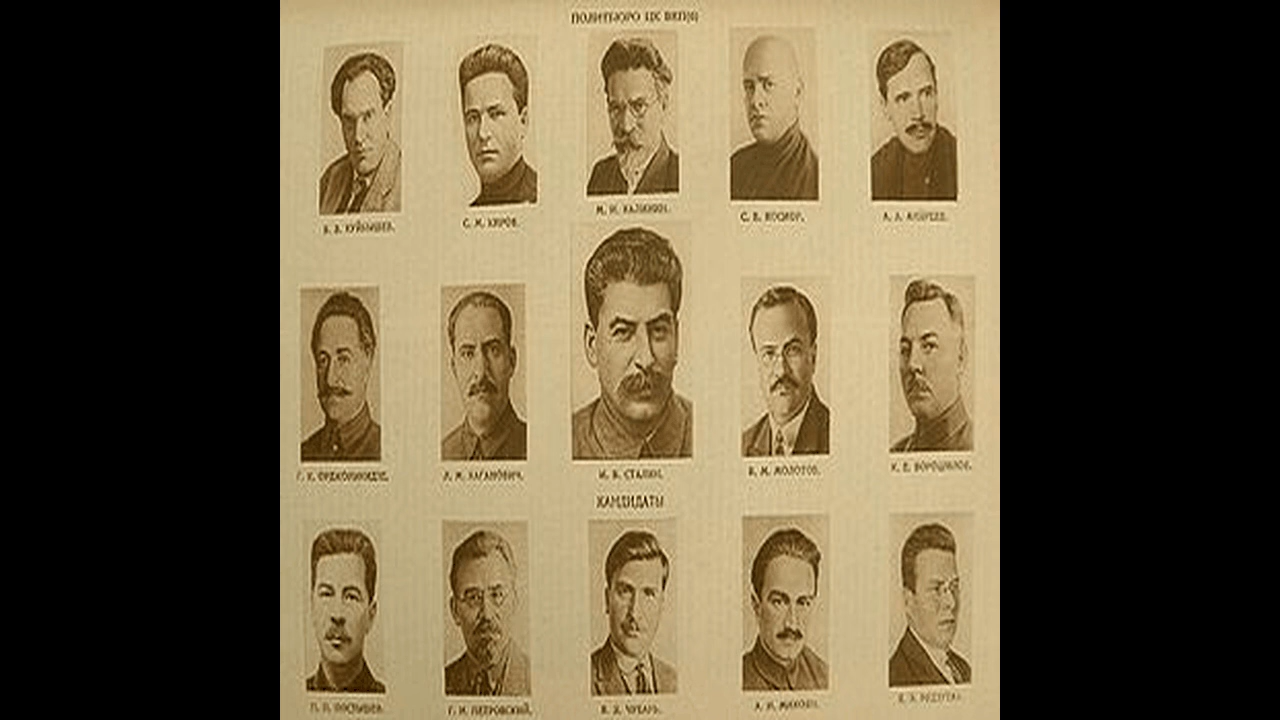 ПОЛИТБЮРО ЦК ВКП(б)
В. В. КУЙБЫШЕВ.
С. М. КИРОВ.
М. И. КАЛИНИН.
С. В. КОСИОР.
А. А. АНДРЕЕВ.
Г. К. ОРДЖОНИКИДЗЕ.
Л. М. КАГАНОВИЧ.
И. В. СТАЛИН.
В. М. МОЛОТОВ.
К. Е. ВОРОШИЛОВ.
КАНДИДАТЫ
П. П. ПОСТЫШЕВ.
Г. И. ПЕТРОВСКИЙ.
В. Я. ЧУБАРЬ.
А. И. МИКОЯН.
Я. Э. РУДЗУТАК.